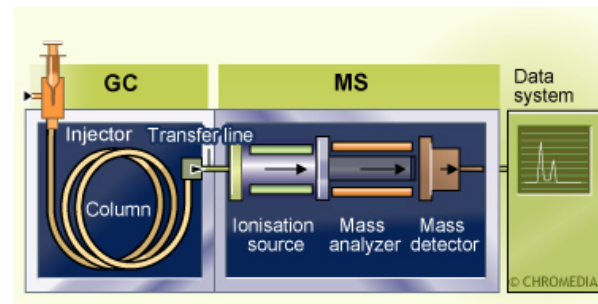 GC
MS
Data
system
Injector
Transfer line
Column
Ionisation
source
Mass
analyzer
Mass
detector
© CHROMEDIA